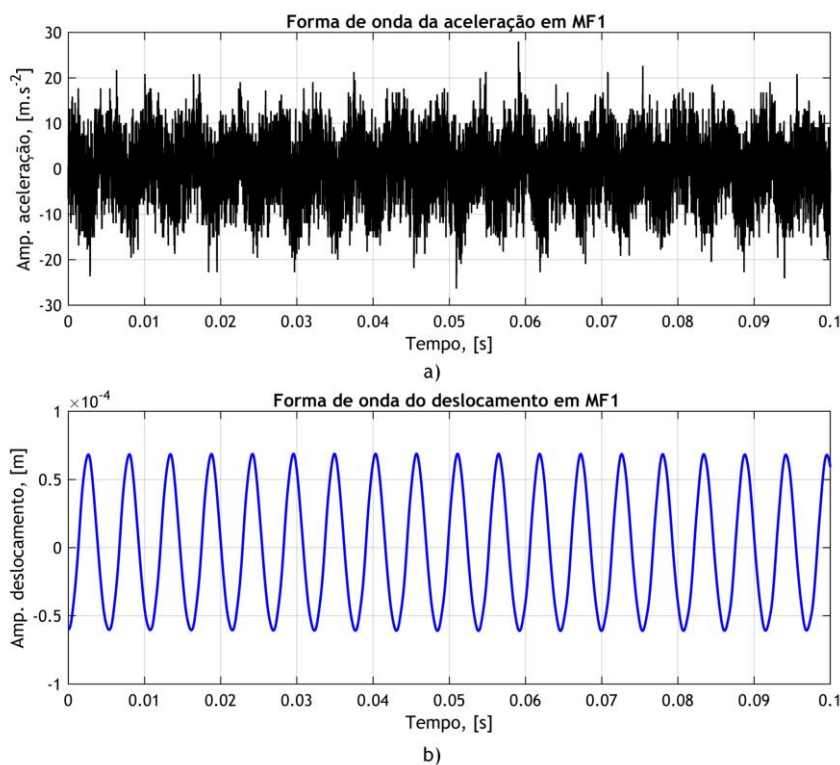 Forma de onda da aceleração em MF1
Amp. aceleração, [m.s⁻²]
30
20
10
0
-10
-20
-30
0 0.01 0.02 0.03 0.04 0.05 0.06 0.07 0.08 0.09 0.1
Tempo, [s]
a)
Forma de onda do deslocamento em MF1
×10⁻⁴
Amp. deslocamento, [m]
1
0.5
0
-0.5
-1
0 0.01 0.02 0.03 0.04 0.05 0.06 0.07 0.08 0.09 0.1
Tempo, [s]
b)